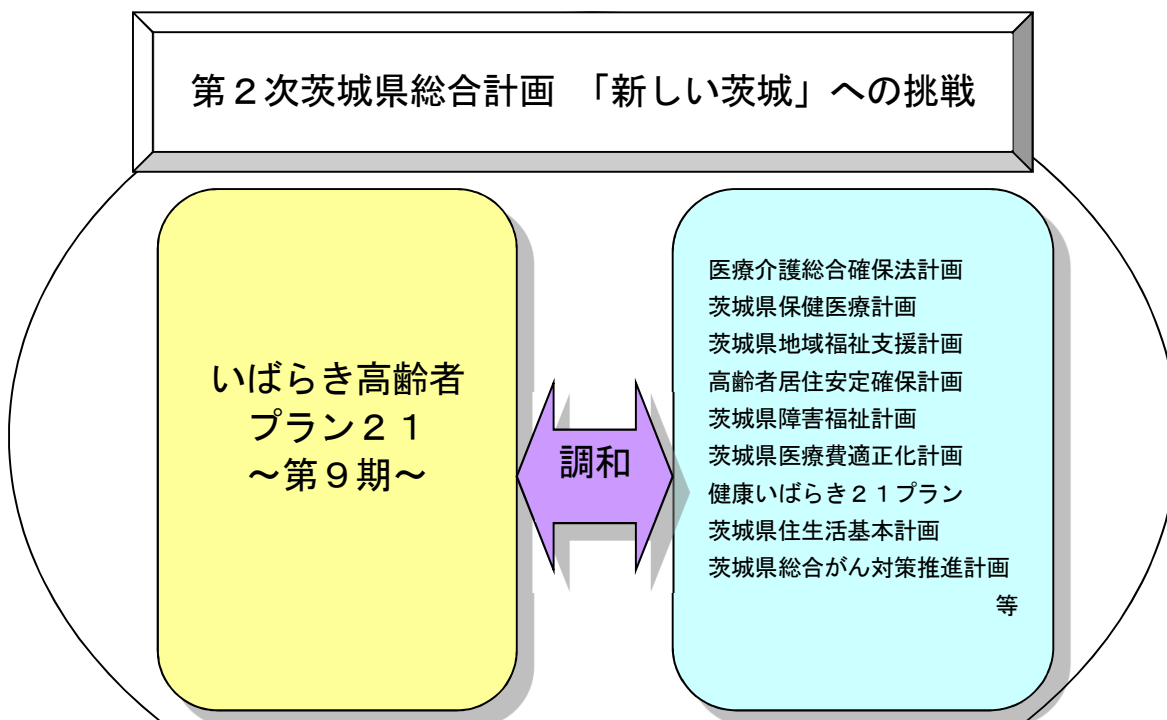 第２次茨城県総合計画　「新しい茨城」への挑戦
いばらき高齢者
プラン２１
～第９期～
調和
医療介護総合確保法計画
茨城県保健医療計画
茨城県地域福祉支援計画
高齢者居住安定確保計画
茨城県障害福祉計画
茨城県医療費適正化計画
健康いばらき２１プラン
茨城県住生活基本計画
茨城県総合がん対策推進計画
等